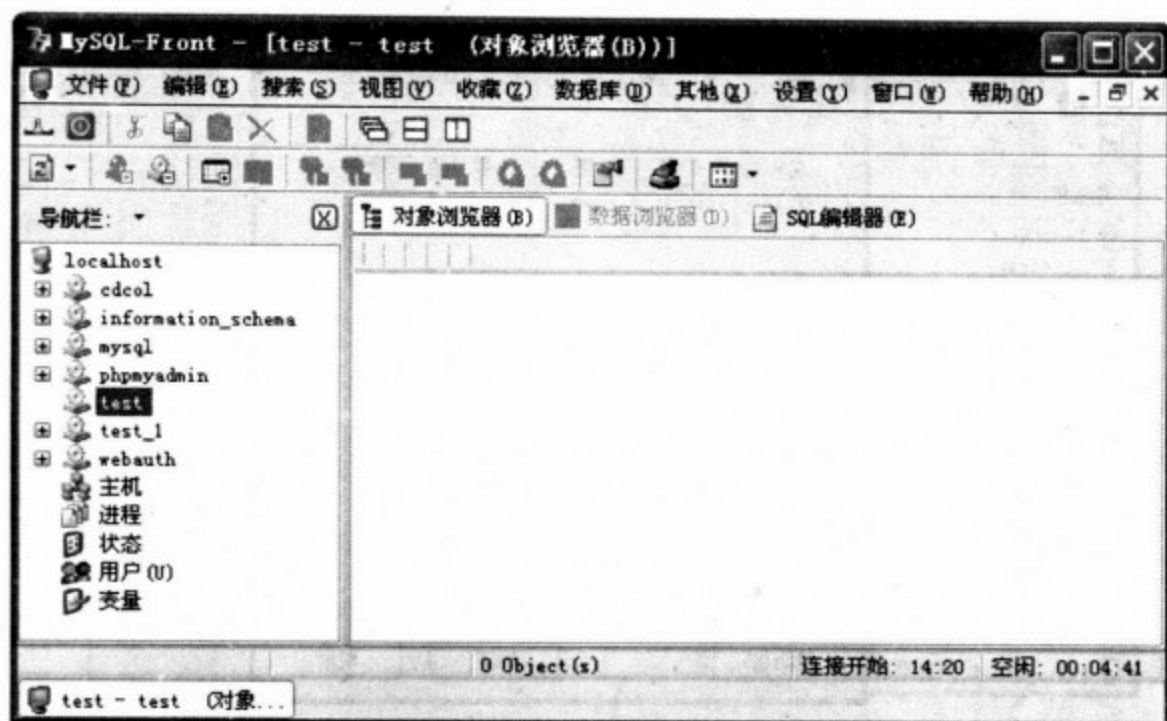 MySQL-Front - [test - test (对象浏览器(B))]
文件(F) 编辑(E) 搜索(S) 视图(V) 收藏(Z) 数据库(D) 其他(X) 设置(Y) 窗口(W) 帮助(H)
导航栏:
对象浏览器(B) 数据浏览器(D) SQL编辑器(E)
localhost
cdcol
information_schema
mysql
phpmyadmin
test
test_1
webauth
主机
进程
状态
用户(U)
变量
0 Object(s) 连接开始: 14:20 空闲: 00:04:41
test - test (对象...